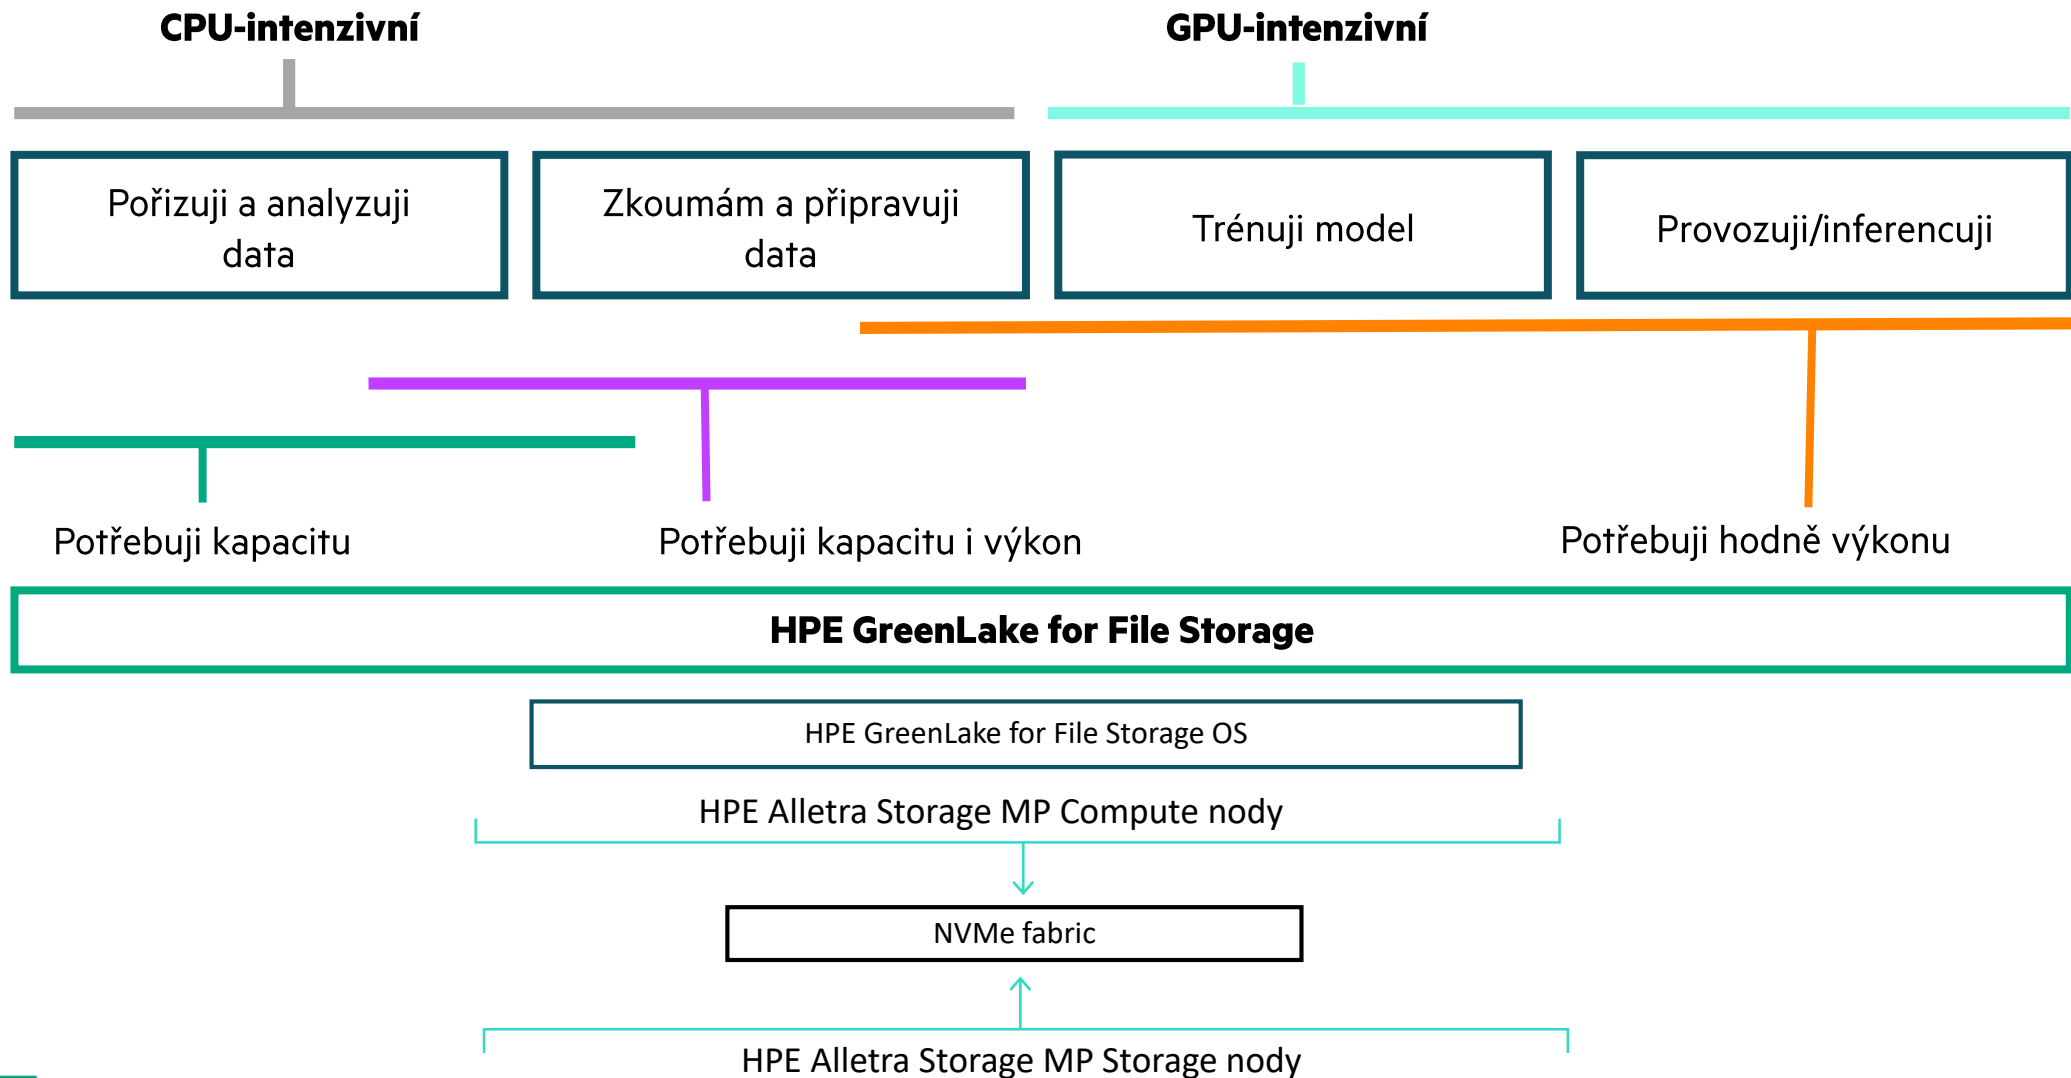 CPU-intenzivní
GPU-intenzivní
Pořizuji a analyzuji
data
Zkoumám a připravuji
data
Trénuji model
Provozuji/inferencuji
Potřebuji kapacitu
Potřebuji kapacitu i výkon
Potřebuji hodně výkonu
HPE GreenLake for File Storage
HPE GreenLake for File Storage OS
HPE Alletra Storage MP Compute nody
NVMe fabric
HPE Alletra Storage MP Storage nody